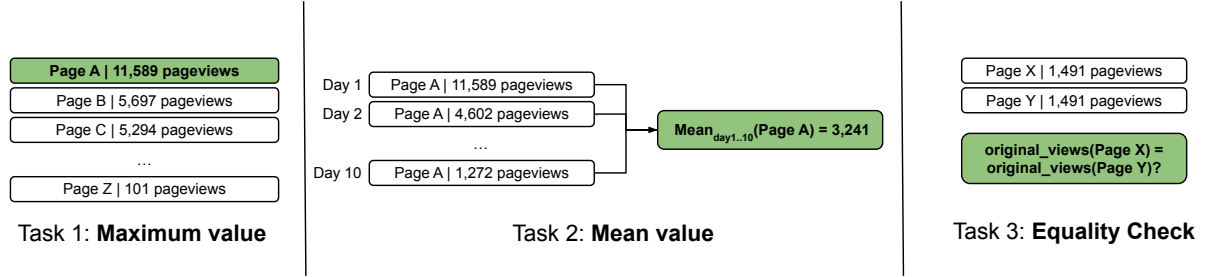 Page A | 11,589 pageviews
Page B | 5,697 pageviews
Page C | 5,294 pageviews
...
Page Z | 101 pageviews
Task 1: Maximum value
Day 1 Page A | 11,589 pageviews
Day 2 Page A | 4,602 pageviews
...
Day 10 Page A | 1,272 pageviews
Mean day1..10 (Page A) = 3,241
Task 2: Mean value
Page X | 1,491 pageviews
Page Y | 1,491 pageviews
original_views(Page X) =
original_views(Page Y)?
Task 3: Equality Check